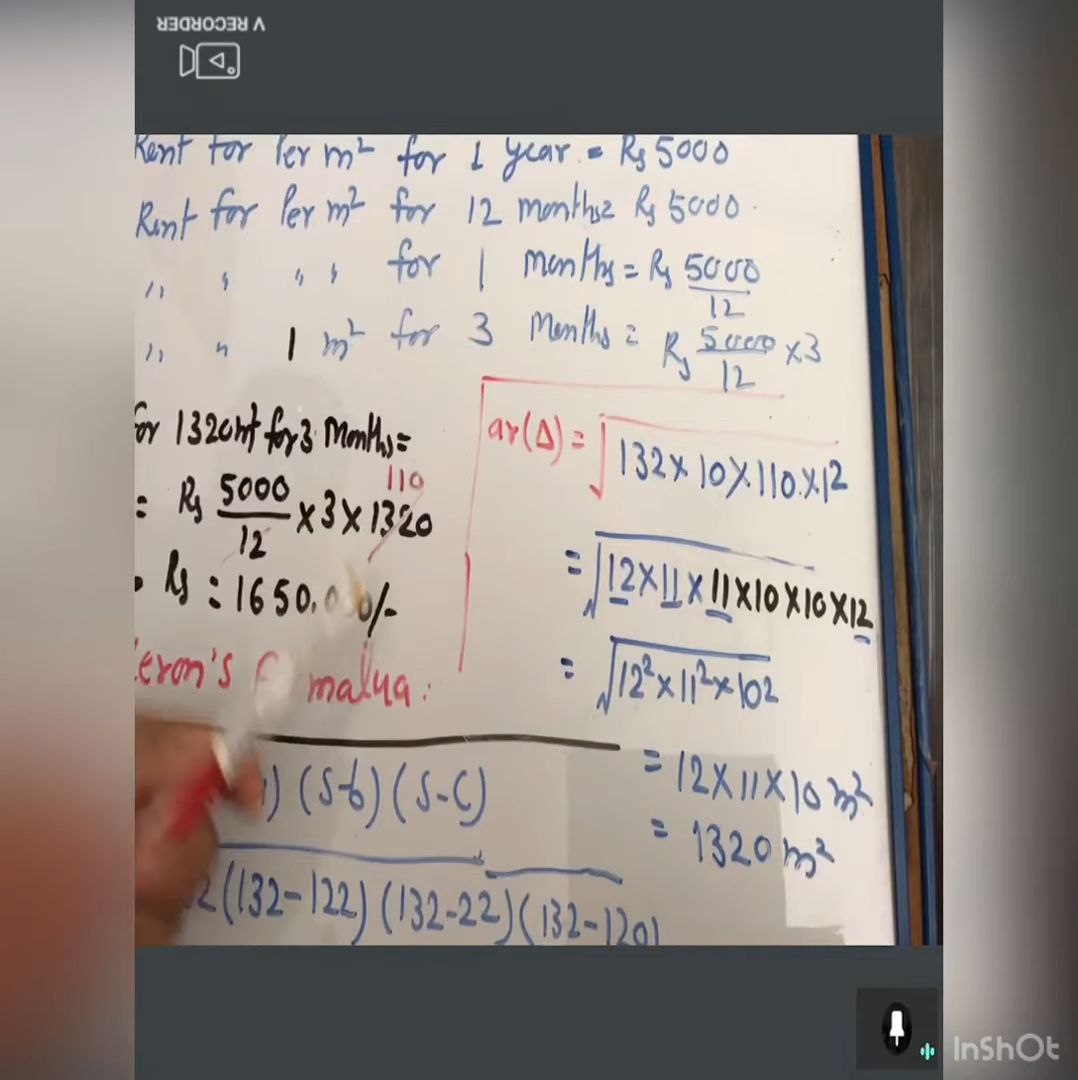 V RECORDER
Rent for Per m² for 1 year = Rs 5000
Rent for Per m² for 12 months = Rs 5000
,, ,, ,, ,, for 1 months = Rs 5000/12
,, ,, 1 m² for 3 Months = Rs 5000/12 ×3
for 1320m² for 3 Months =
= Rs 5000/12 × 3 × 1320
110
Rs = 1650,000/-
eron's malua.
(S-b)(S-C)
2(132-122)(132-22)(132-120)
ar(Δ) = √132×10×110.×12
= √12×11×11×10×10×12
= √12²×11²×10²
= 12×11×10 m²
= 1320 m²
InShOt